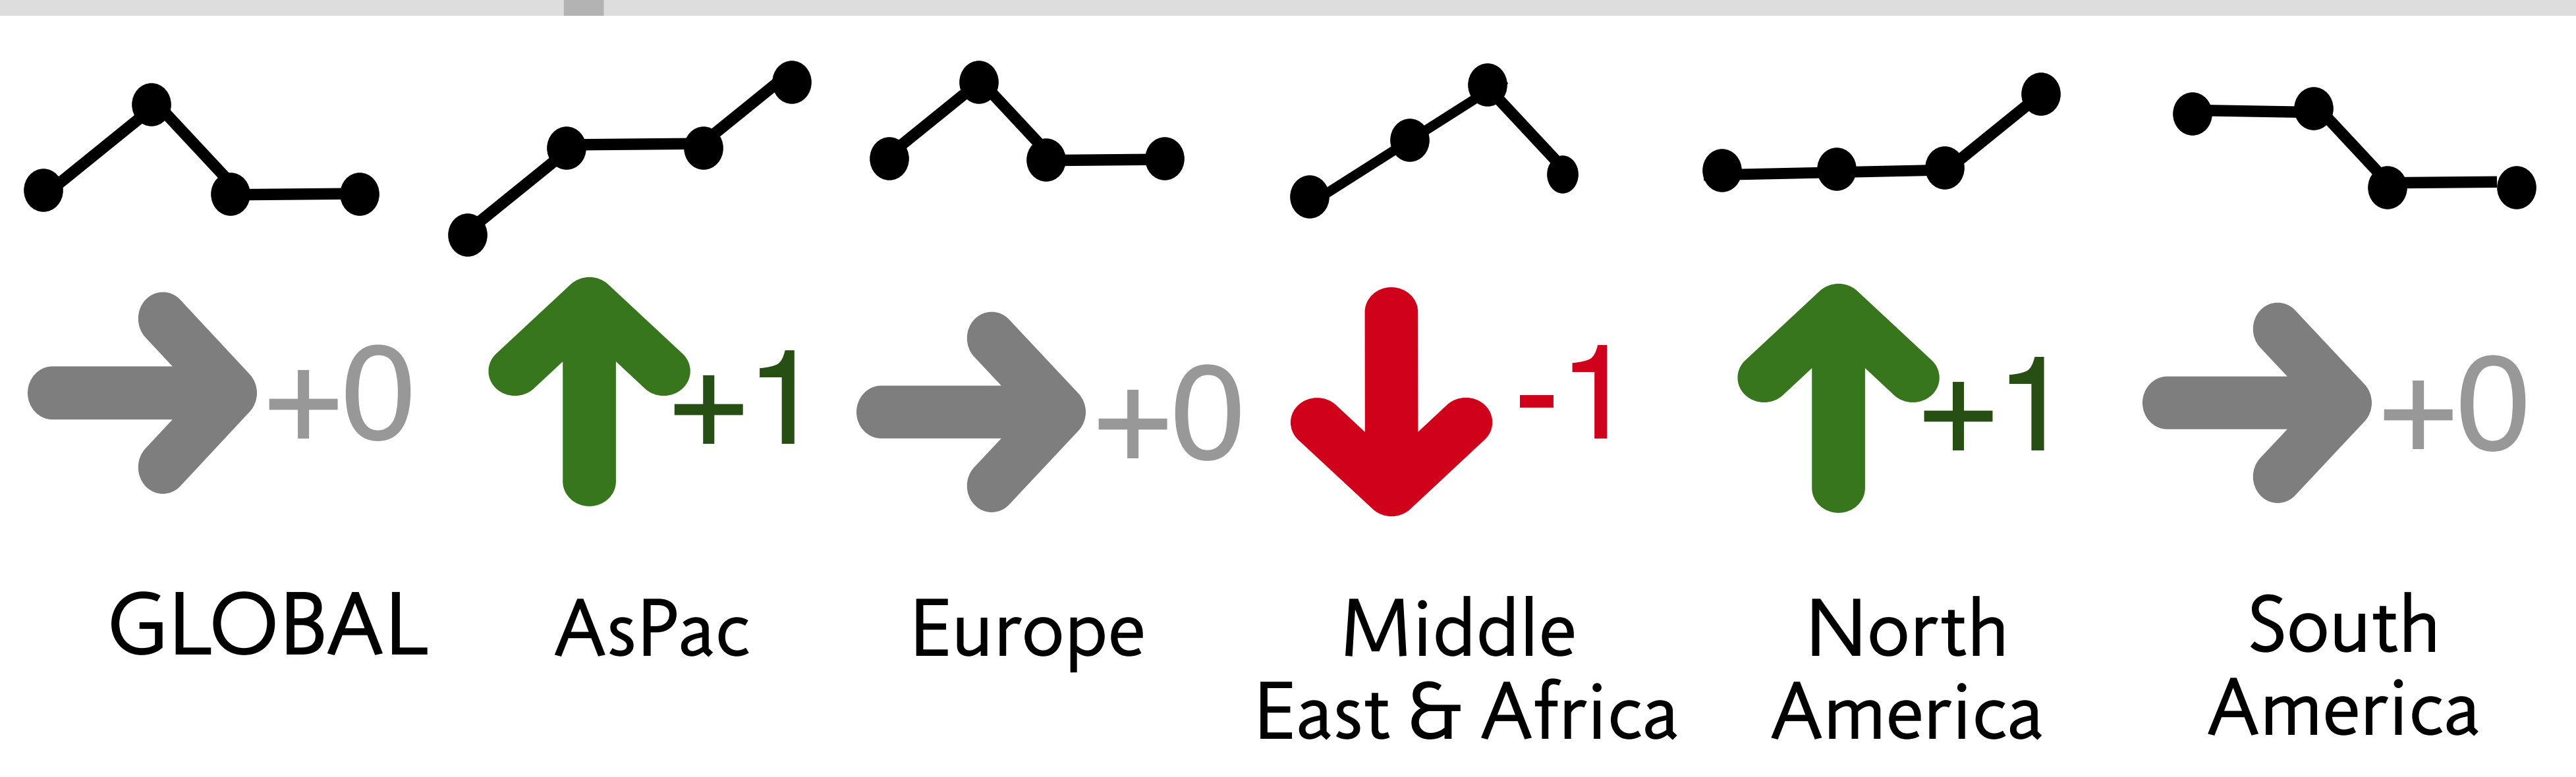 +0
+1
+0
-1
+1
+0
GLOBAL
AsPac
Europe
Middle
East & Africa
North
America
South
America